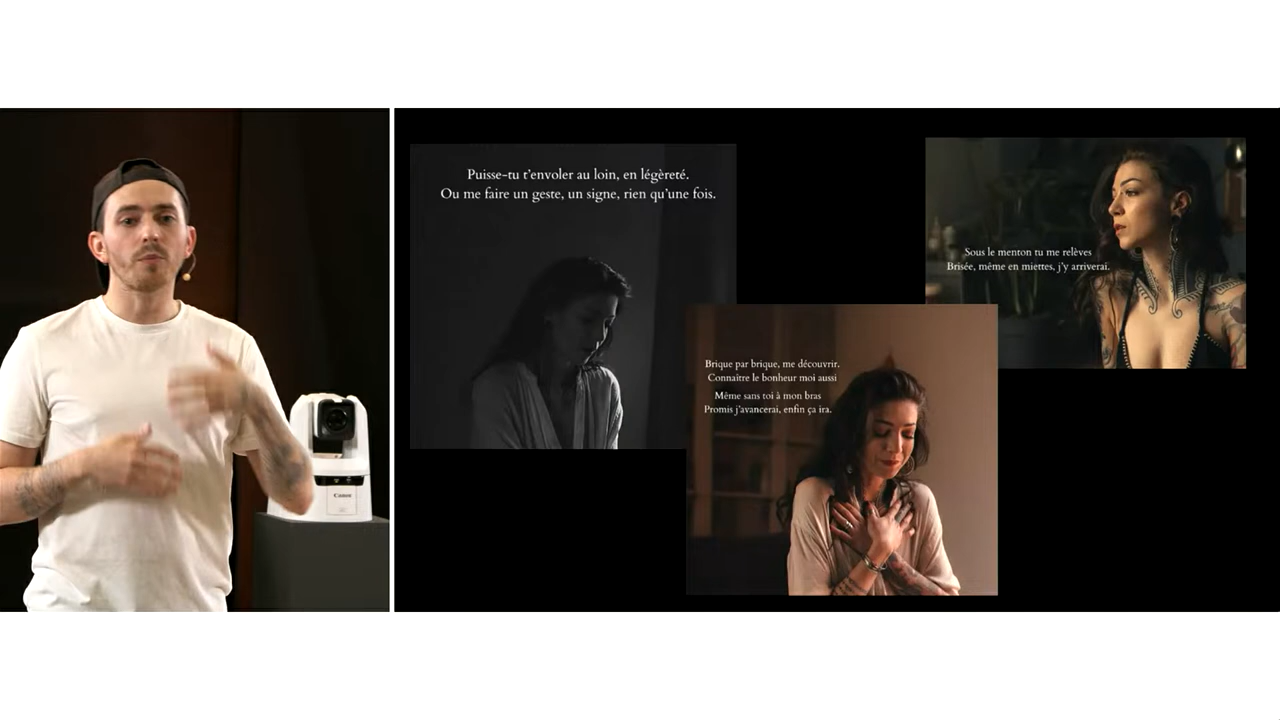 Puisse-tu t'envoler au loin, en légèreté.
Ou me faire un geste, un signe, rien qu'une fois.
Sous le menton tu me relèves
Brisée, même en miettes, j'y arriverai.
Brique par brique, me découvrir.
Connaître le bonheur moi aussi
Même sans toi à mon bras
Promis j'avancerai, enfin ça ira.
Canon